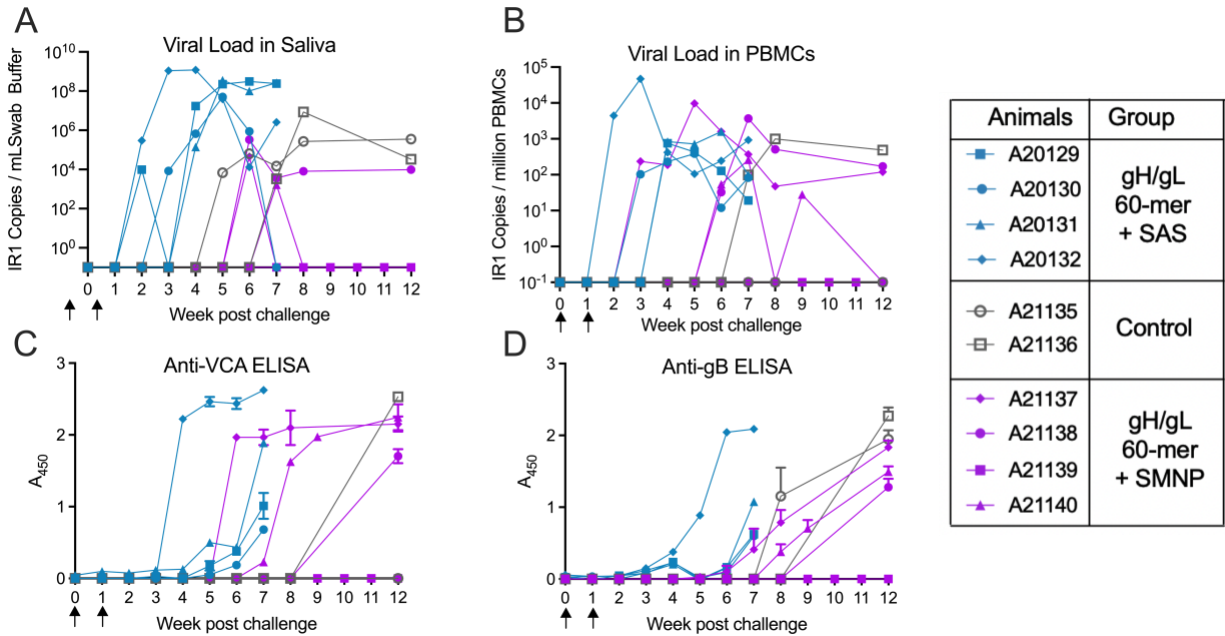 A
Viral Load in Saliva
IR1 Copies / mLSwab Buffer
10^10
10^8
10^6
10^4
10^2
10^0
0 1 2 3 4 5 6 7 8 9 10 11 12
Week post challenge
B
Viral Load in PBMCs
IR1 Copies / million PBMCs
10^5
10^4
10^3
10^2
10^1
10^0
10^-1
0 1 2 3 4 5 6 7 8 9 10 11 12
Week post challenge
C
Anti-VCA ELISA
A450
3
2
1
0
0 1 2 3 4 5 6 7 8 9 10 11 12
Week post challenge
D
Anti-gB ELISA
A450
3
2
1
0
0 1 2 3 4 5 6 7 8 9 10 11 12
Week post challenge
Animals Group
A20129
A20130
A20131
A20132
gH/gL
60-mer
+ SAS
A21135
A21136
Control
A21137
A21138
A21139
A21140
gH/gL
60-mer
+ SMNP